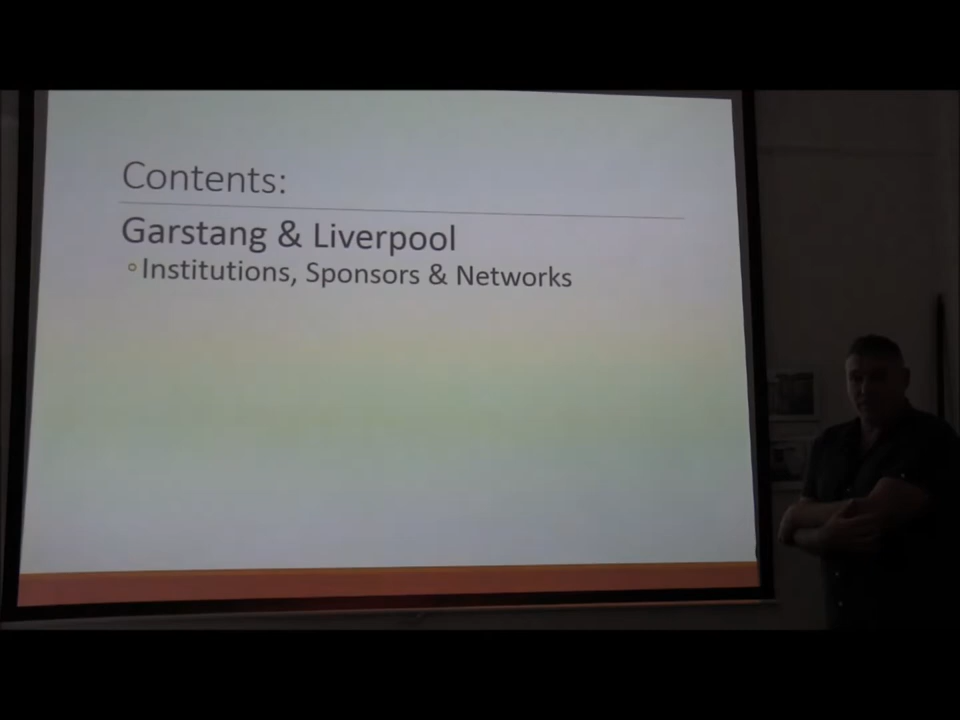 Contents:
Garstang & Liverpool
◦Institutions, Sponsors & Networks